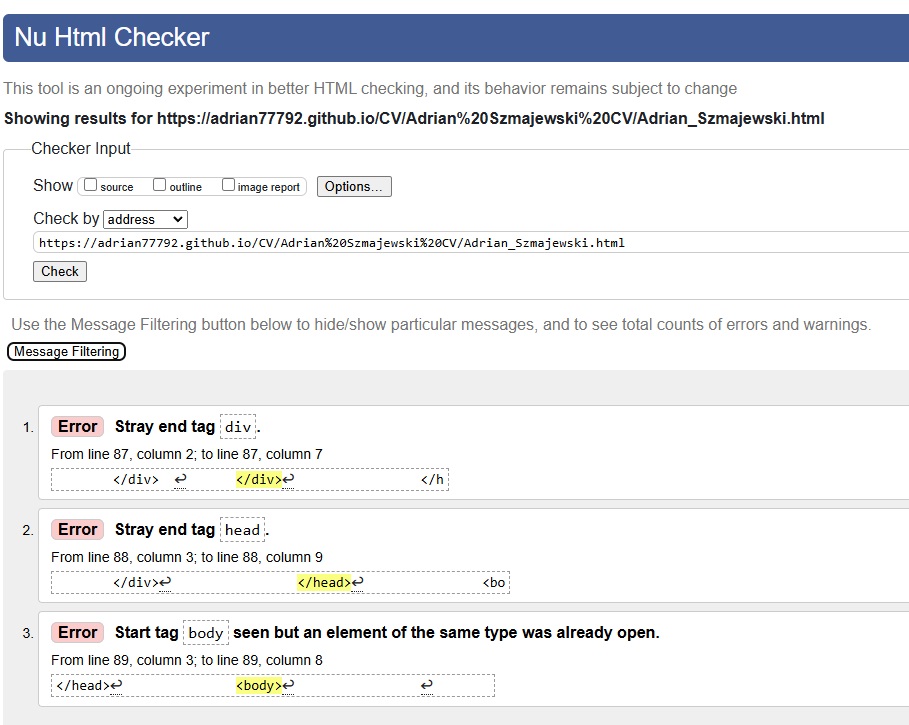 Nu Html Checker
This tool is an ongoing experiment in better HTML checking, and its behavior remains subject to change
Showing results for https://adrian77792.github.io/CV/Adrian%20Szmajewski%20CV/Adrian_Szmajewski.html
Checker Input
Show source outline image report Options...
Check by address
https://adrian77792.github.io/CV/Adrian%20Szmajewski%20CV/Adrian_Szmajewski.html
Check
Use the Message Filtering button below to hide/show particular messages, and to see total counts of errors and warnings.
Message Filtering
1. Error Stray end tag div.
From line 87, column 2; to line 87, column 7
</div> ↩ </div>↩ </h
2. Error Stray end tag head.
From line 88, column 3; to line 88, column 9
</div>↩ </head>↩ <bo
3. Error Start tag body seen but an element of the same type was already open.
From line 89, column 3; to line 89, column 8
</head>↩ <body>↩ ↩